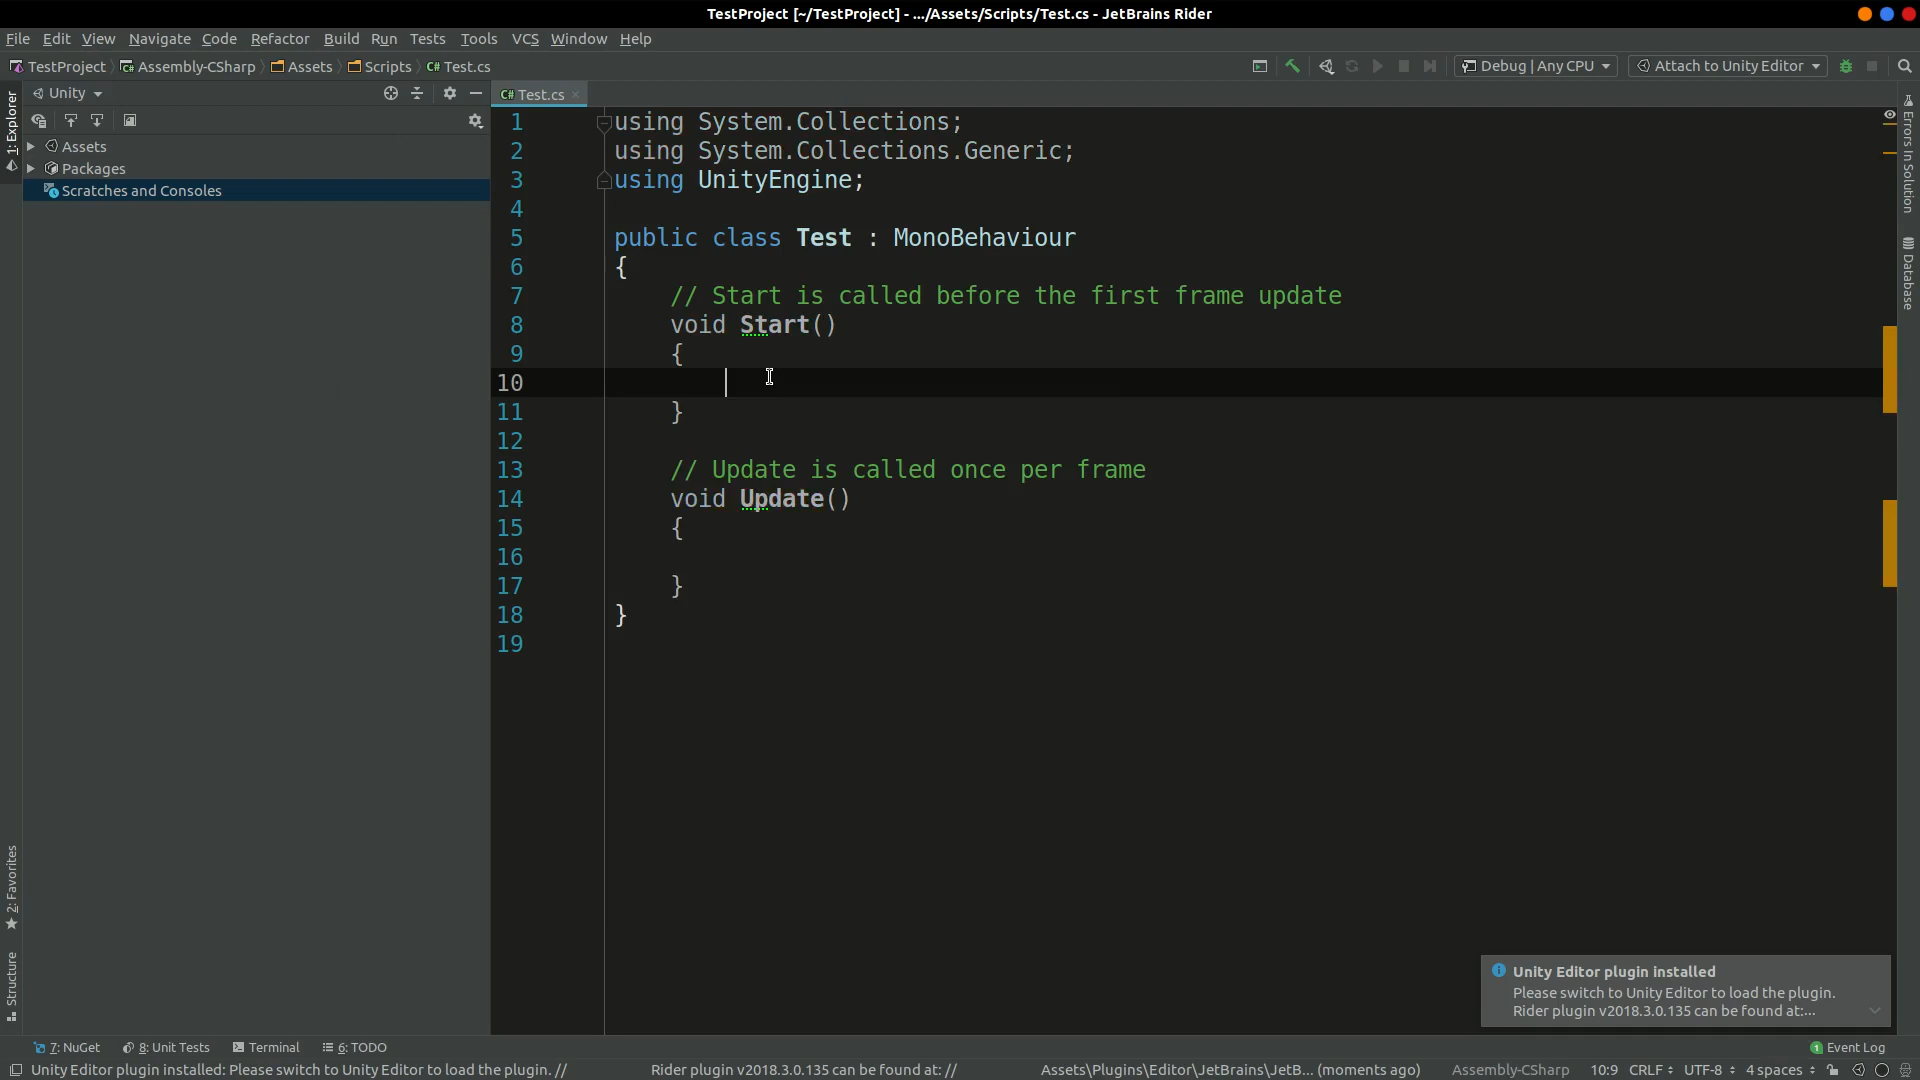 TestProject [~/TestProject] - .../Assets/Scripts/Test.cs - JetBrains Rider
File Edit View Navigate Code Refactor Build Run Tests Tools VCS Window Help
TestProject Assembly-CSharp Assets Scripts C# Test.cs Debug | Any CPU Attach to Unity Editor
1: Explorer
Unity
C# Test.cs
Assets
Packages
Scratches and Consoles
1 using System.Collections;
2 using System.Collections.Generic;
3 using UnityEngine;
4
5 public class Test : MonoBehaviour
6 {
7 // Start is called before the first frame update
8 void Start()
9 {
10
11 }
12
13 // Update is called once per frame
14 void Update()
15 {
16
17 }
18 }
19
Errors In Solution
Database
2: Favorites
Structure
Unity Editor plugin installed
Please switch to Unity Editor to load the plugin.
Rider plugin v2018.3.0.135 can be found at:...
7: NuGet 8: Unit Tests Terminal 6: TODO 1 Event Log
Unity Editor plugin installed: Please switch to Unity Editor to load the plugin. // Rider plugin v2018.3.0.135 can be found at: // Assets\Plugins\Editor\JetBrains\JetB... (moments ago) Assembly-CSharp 10:9 CRLF UTF-8 4 spaces